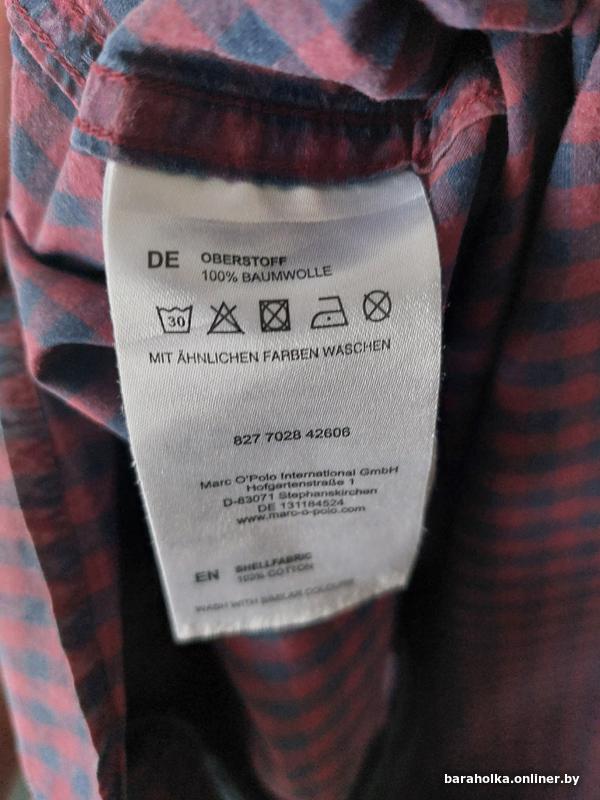 DE OBERSTOFF
100% BAUMWOLLE
30
MIT ÄHNLICHEN FARBEN WASCHEN
827 7028 42606
Marc O'Polo International GmbH
Hofgartenstraße 1
D-83071 Stephanskirchen
DE 131184524
www.marc-o-polo.com
EN SHELLFABRIC
100% COTTON
WASH WITH SIMILAR COLOURS
baraholka.onliner.by